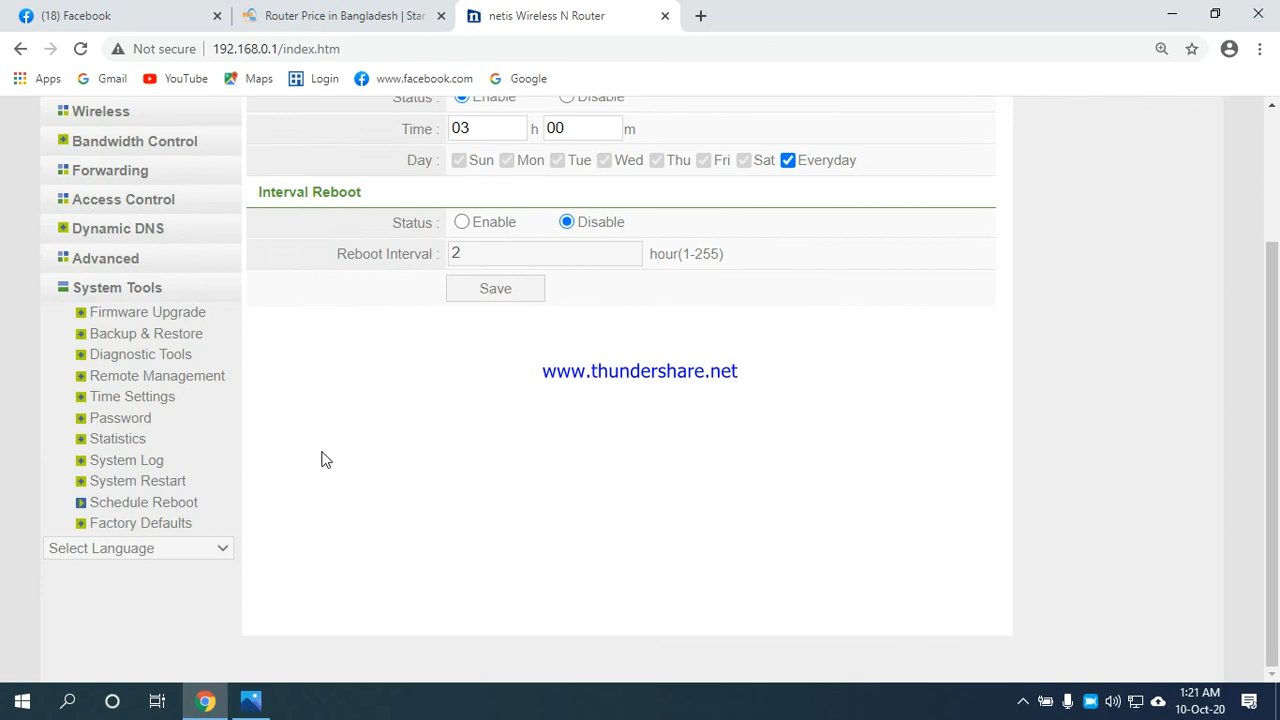 (18) Facebook
Router Price in Bangladesh | Star
netis Wireless N Router
Not secure
192.168.0.1/index.htm
Apps
Gmail
YouTube
Maps
Login
www.facebook.com
Google
Wireless
Bandwidth Control
Forwarding
Access Control
Dynamic DNS
Advanced
System Tools
Firmware Upgrade
Backup & Restore
Diagnostic Tools
Remote Management
Time Settings
Password
Statistics
System Log
System Restart
Schedule Reboot
Factory Defaults
Select Language
Status : Enable Disable
Time : 03 h 00 m
Day : Sun Mon Tue Wed Thu Fri Sat Everyday
Interval Reboot
Status : Enable Disable
Reboot Interval : 2 hour(1-255)
Save
www.thundershare.net
1:21 AM
10-Oct-20